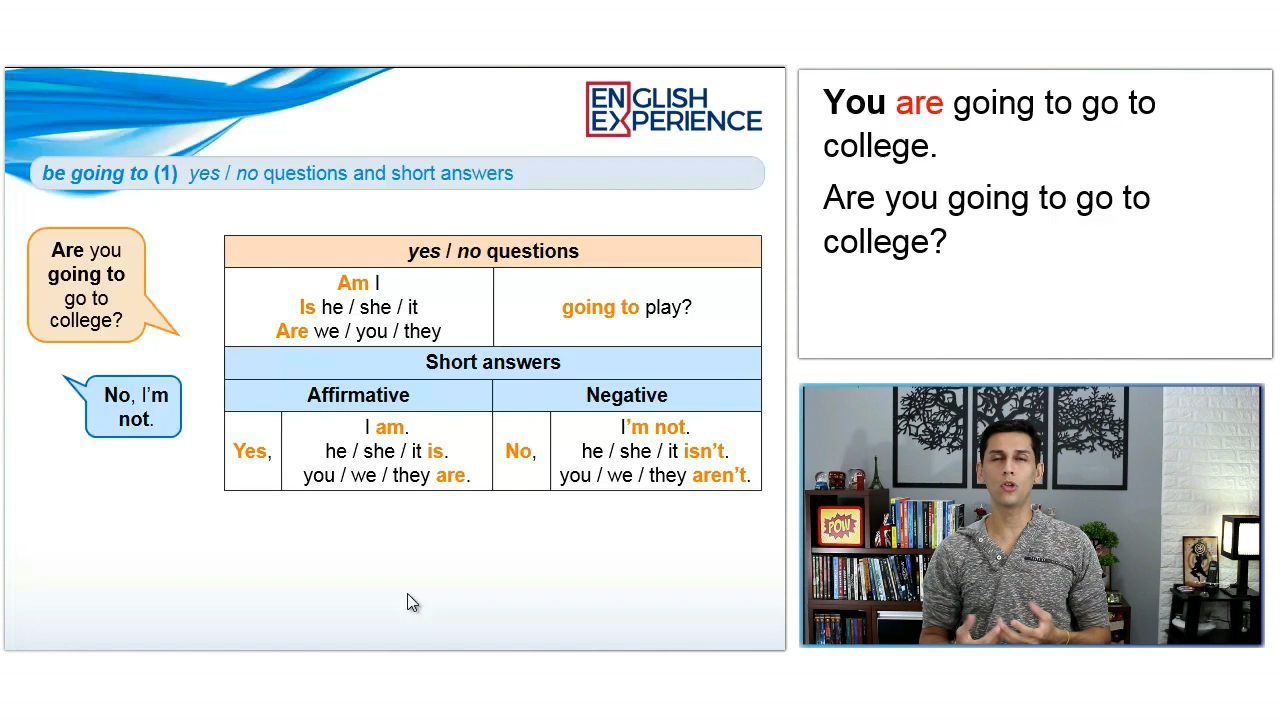 ENGLISH
EXPERIENCE
be going to (1) yes / no questions and short answers
Are you
going to
go to
college?
No, I'm
not.
yes / no questions
Am I
Is he / she / it
Are we / you / they
going to play?
Short answers
Affirmative
Negative
Yes,
I am.
he / she / it is.
you / we / they are.
No,
I'm not.
he / she / it isn't.
you / we / they aren't.
You are going to go to
college.
Are you going to go to
college?
POW